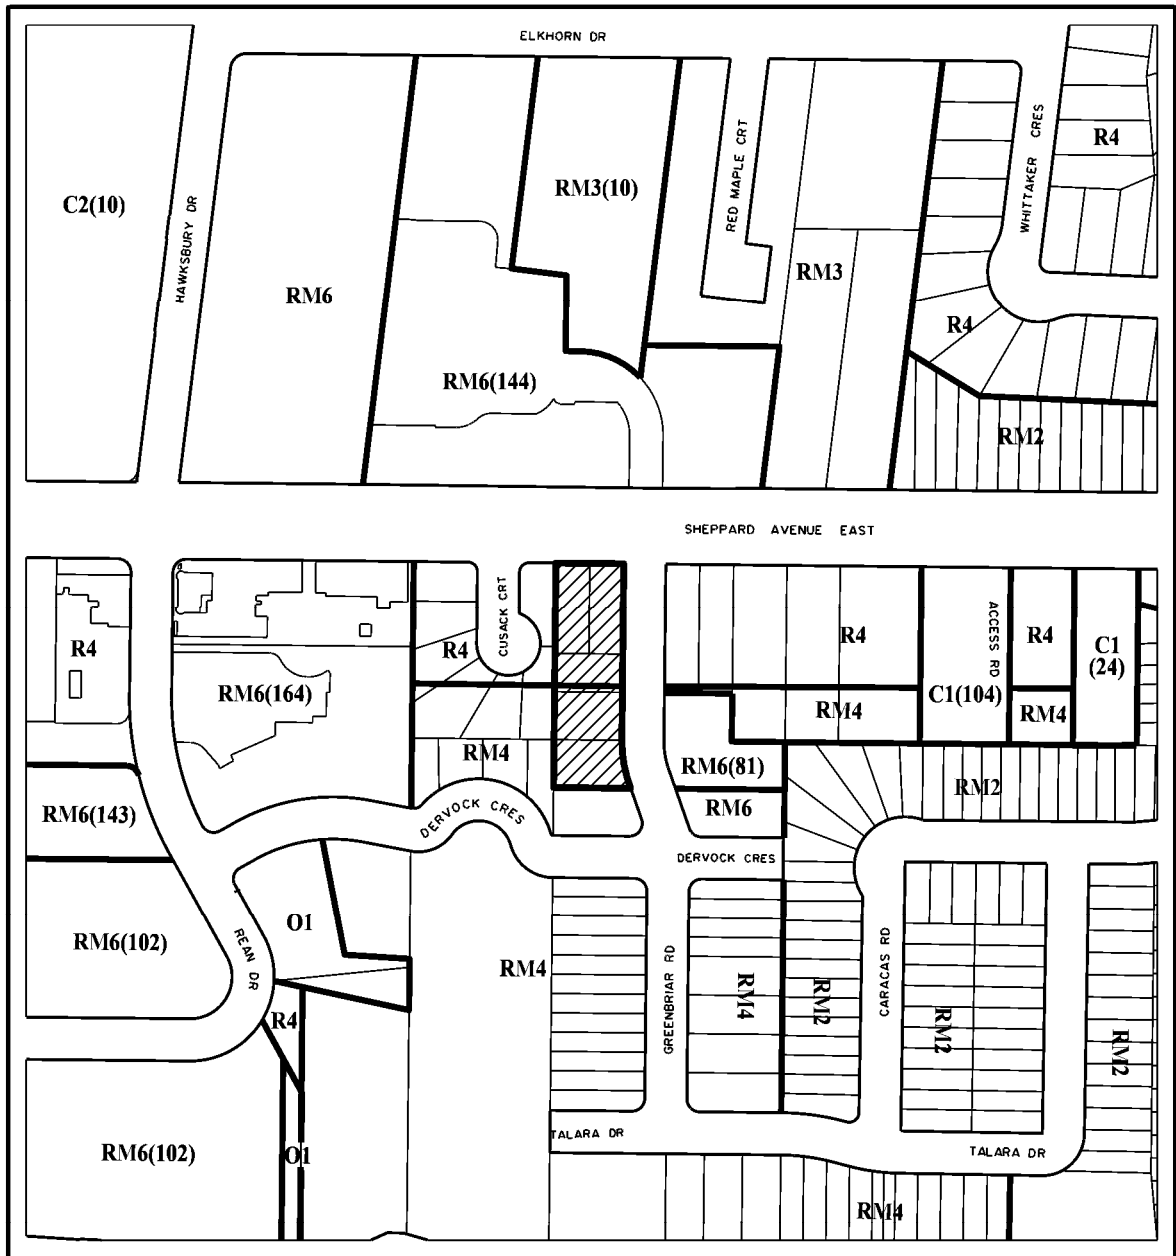 ELKHORN DR
C2(10)
HAWKSBURY DR
RM6
RM3(10)
RED MAPLE CRT
RM3
WHITTAKER CRES
R4
R4
RM6(144)
RM2
SHEPPARD AVENUE EAST
R4
RM6(164)
CUSACK CRT
R4
R4
ACCESS RD
R4
C1
(24)
C1(104)
RM4
RM4
RM4
RM6(81)
RM2
RM6(143)
DERVOCK CRES
RM6
DERVOCK CRES
RM6(102)
O1
REAN DR
RM4
GREENBRIAR RD
RM4
RM2
CARACAS RD
RM2
RM2
R4
RM6(102)
O1
TALARA DR
TALARA DR
RM4